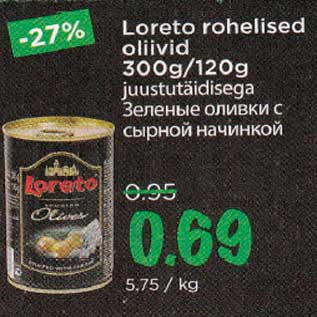 -27%
Loreto rohelised
oliivid
300g/120g
juustutäidisega
Зеленые оливки с
сырной начинкой
Loreto
SPANISH
Olives
0.95
0.69
5.75 / kg